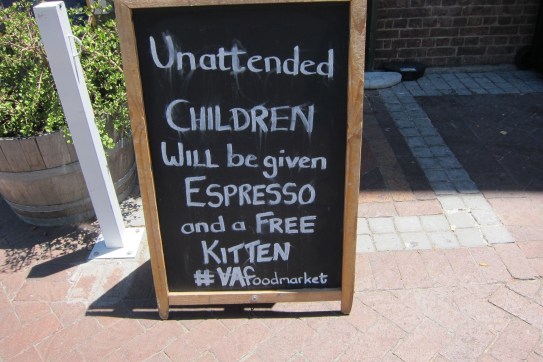 Unattended
CHILDREN
WiLL be given
ESPRESSO
and a FREE
KITTEN
#VAFoodmarket